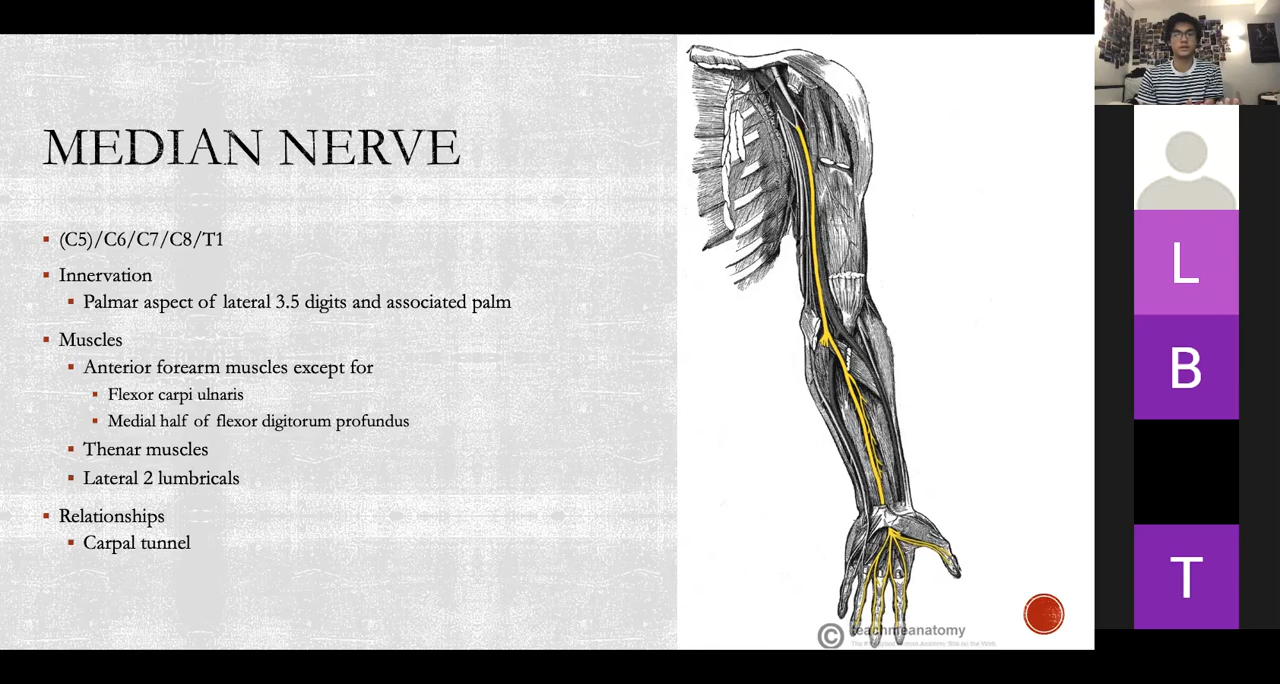 MEDIAN NERVE
(C5)/C6/C7/C8/T1
Innervation
Palmar aspect of lateral 3.5 digits and associated palm
Muscles
Anterior forearm muscles except for
Flexor carpi ulnaris
Medial half of flexor digitorum profundus
Thenar muscles
Lateral 2 lumbricals
Relationships
Carpal tunnel
© teachmeanatomy
L
B
T